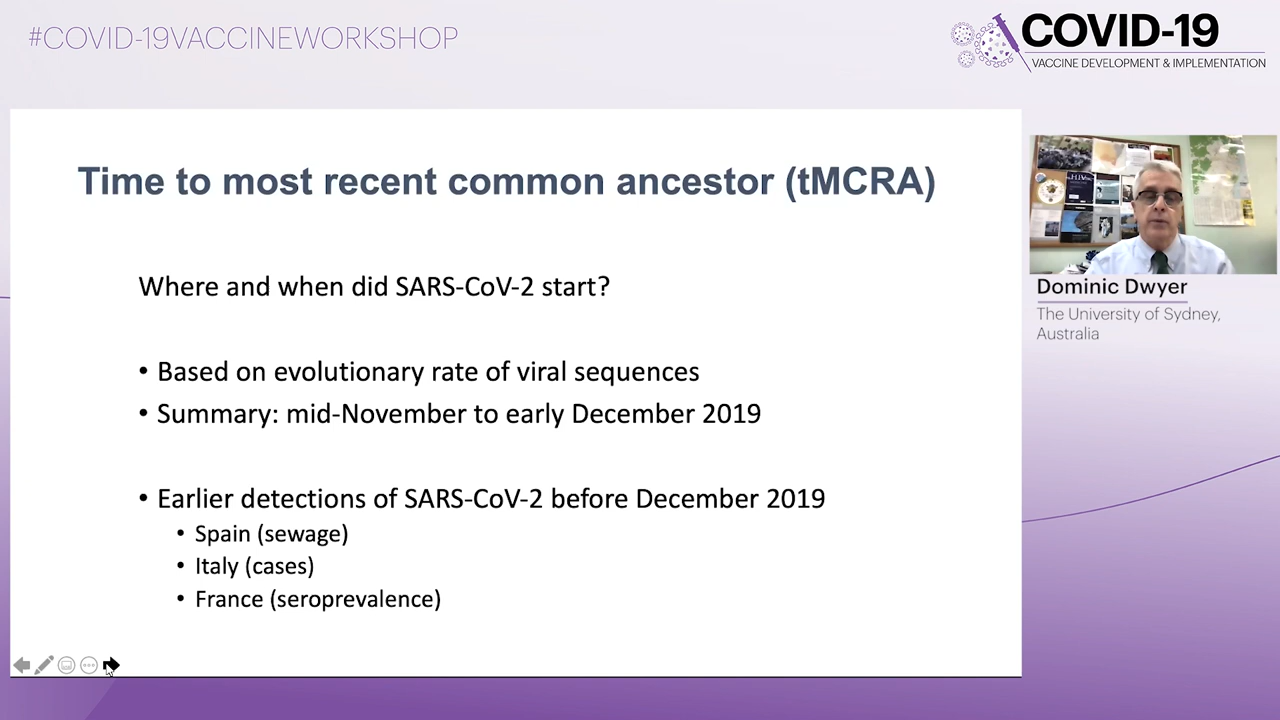 #COVID-19VACCINEWORKSHOP
COVID-19
VACCINE DEVELOPMENT & IMPLEMENTATION
Time to most recent common ancestor (tMCRA)
Where and when did SARS-CoV-2 start?
• Based on evolutionary rate of viral sequences
• Summary: mid-November to early December 2019
• Earlier detections of SARS-CoV-2 before December 2019
• Spain (sewage)
• Italy (cases)
• France (seroprevalence)
HIV
Dominic Dwyer
The University of Sydney,
Australia